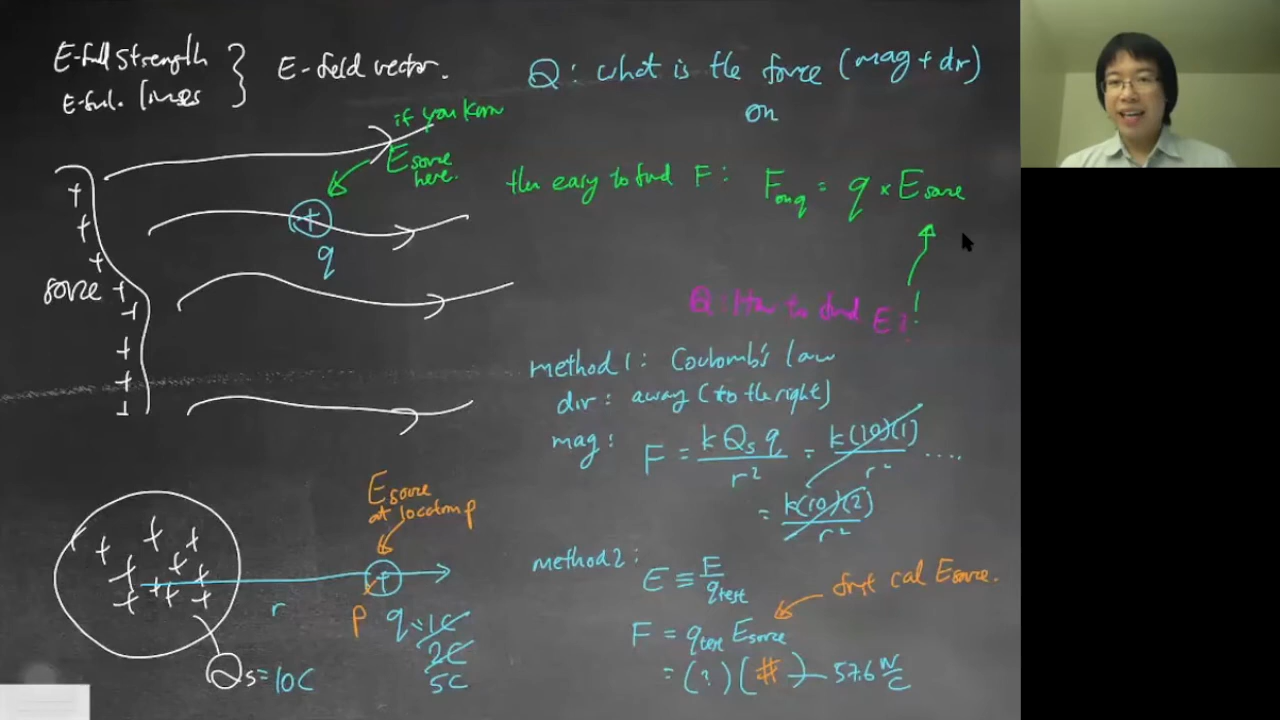 E-field strength
E-field lines
E-field vector.
Q: what is the force (mag + dir)
on
if you know
E source
here.
then easy to find F: F on q = q × E source
q
source
Q: How to find E?
!
method 1: Coulomb's law
dir: away (to the right)
mag: F = k Qs q / r² = k(10)(1) / r² ....
= k(10)(2) / r²
E source
at location p
method 2: E ≡ F / q test
first cal E source.
F = q test E source
= (?) (#) 57.6 N/C
r
P
q = 1C
2C
5C
Qs = 10C